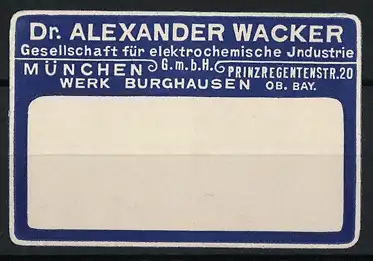 Dr. ALEXANDER WACKER
Gesellschaft für elektrochemische Jndustrie
MÜNCHEN G.m.b.H. PRINZREGENTENSTR.20
WERK BURGHAUSEN OB. BAY.